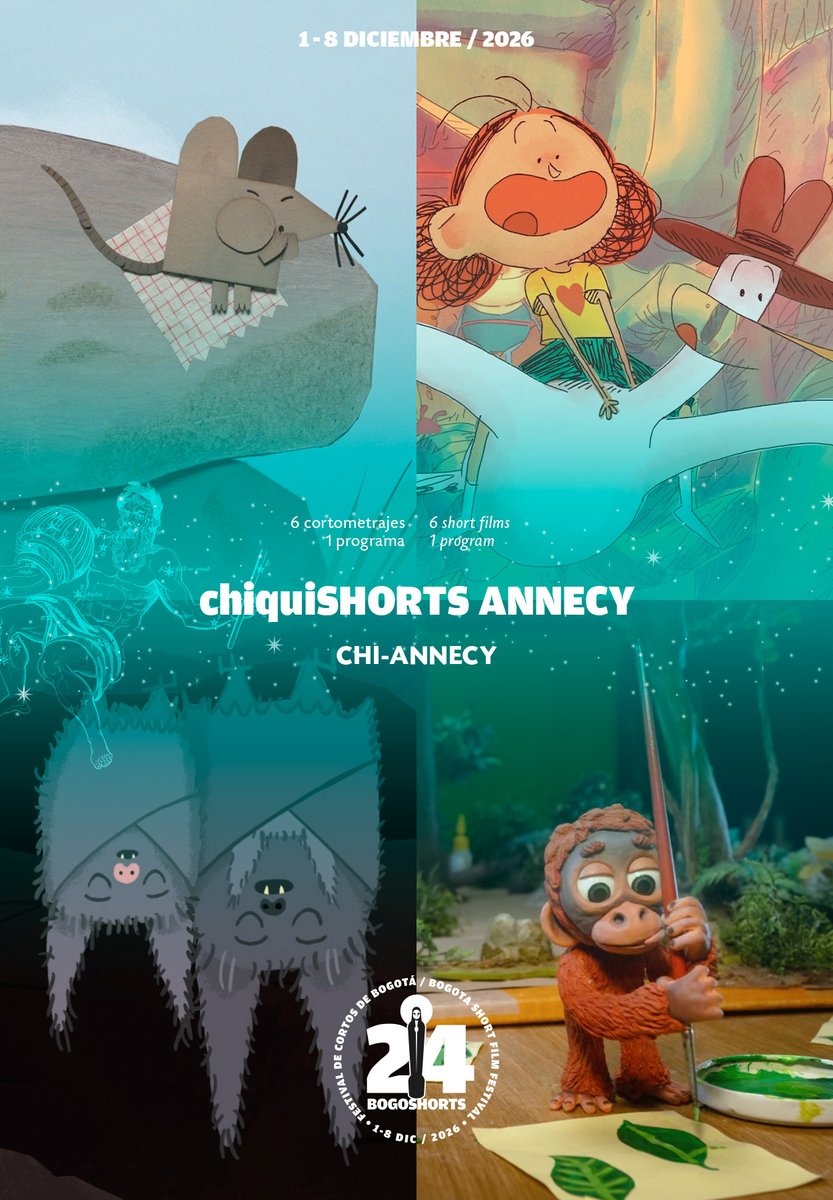 1 - 8 DICIEMBRE / 2026
6 cortometrajes
1 programa
6 short films
1 program
chiquiSHORTS ANNECY
CHI-ANNECY
FESTIVAL DE CORTOS DE BOGOTÁ / BOGOTA SHORT FILM FESTIVAL
24
BOGOSHORTS
• 1-8 DIC / 2026 •